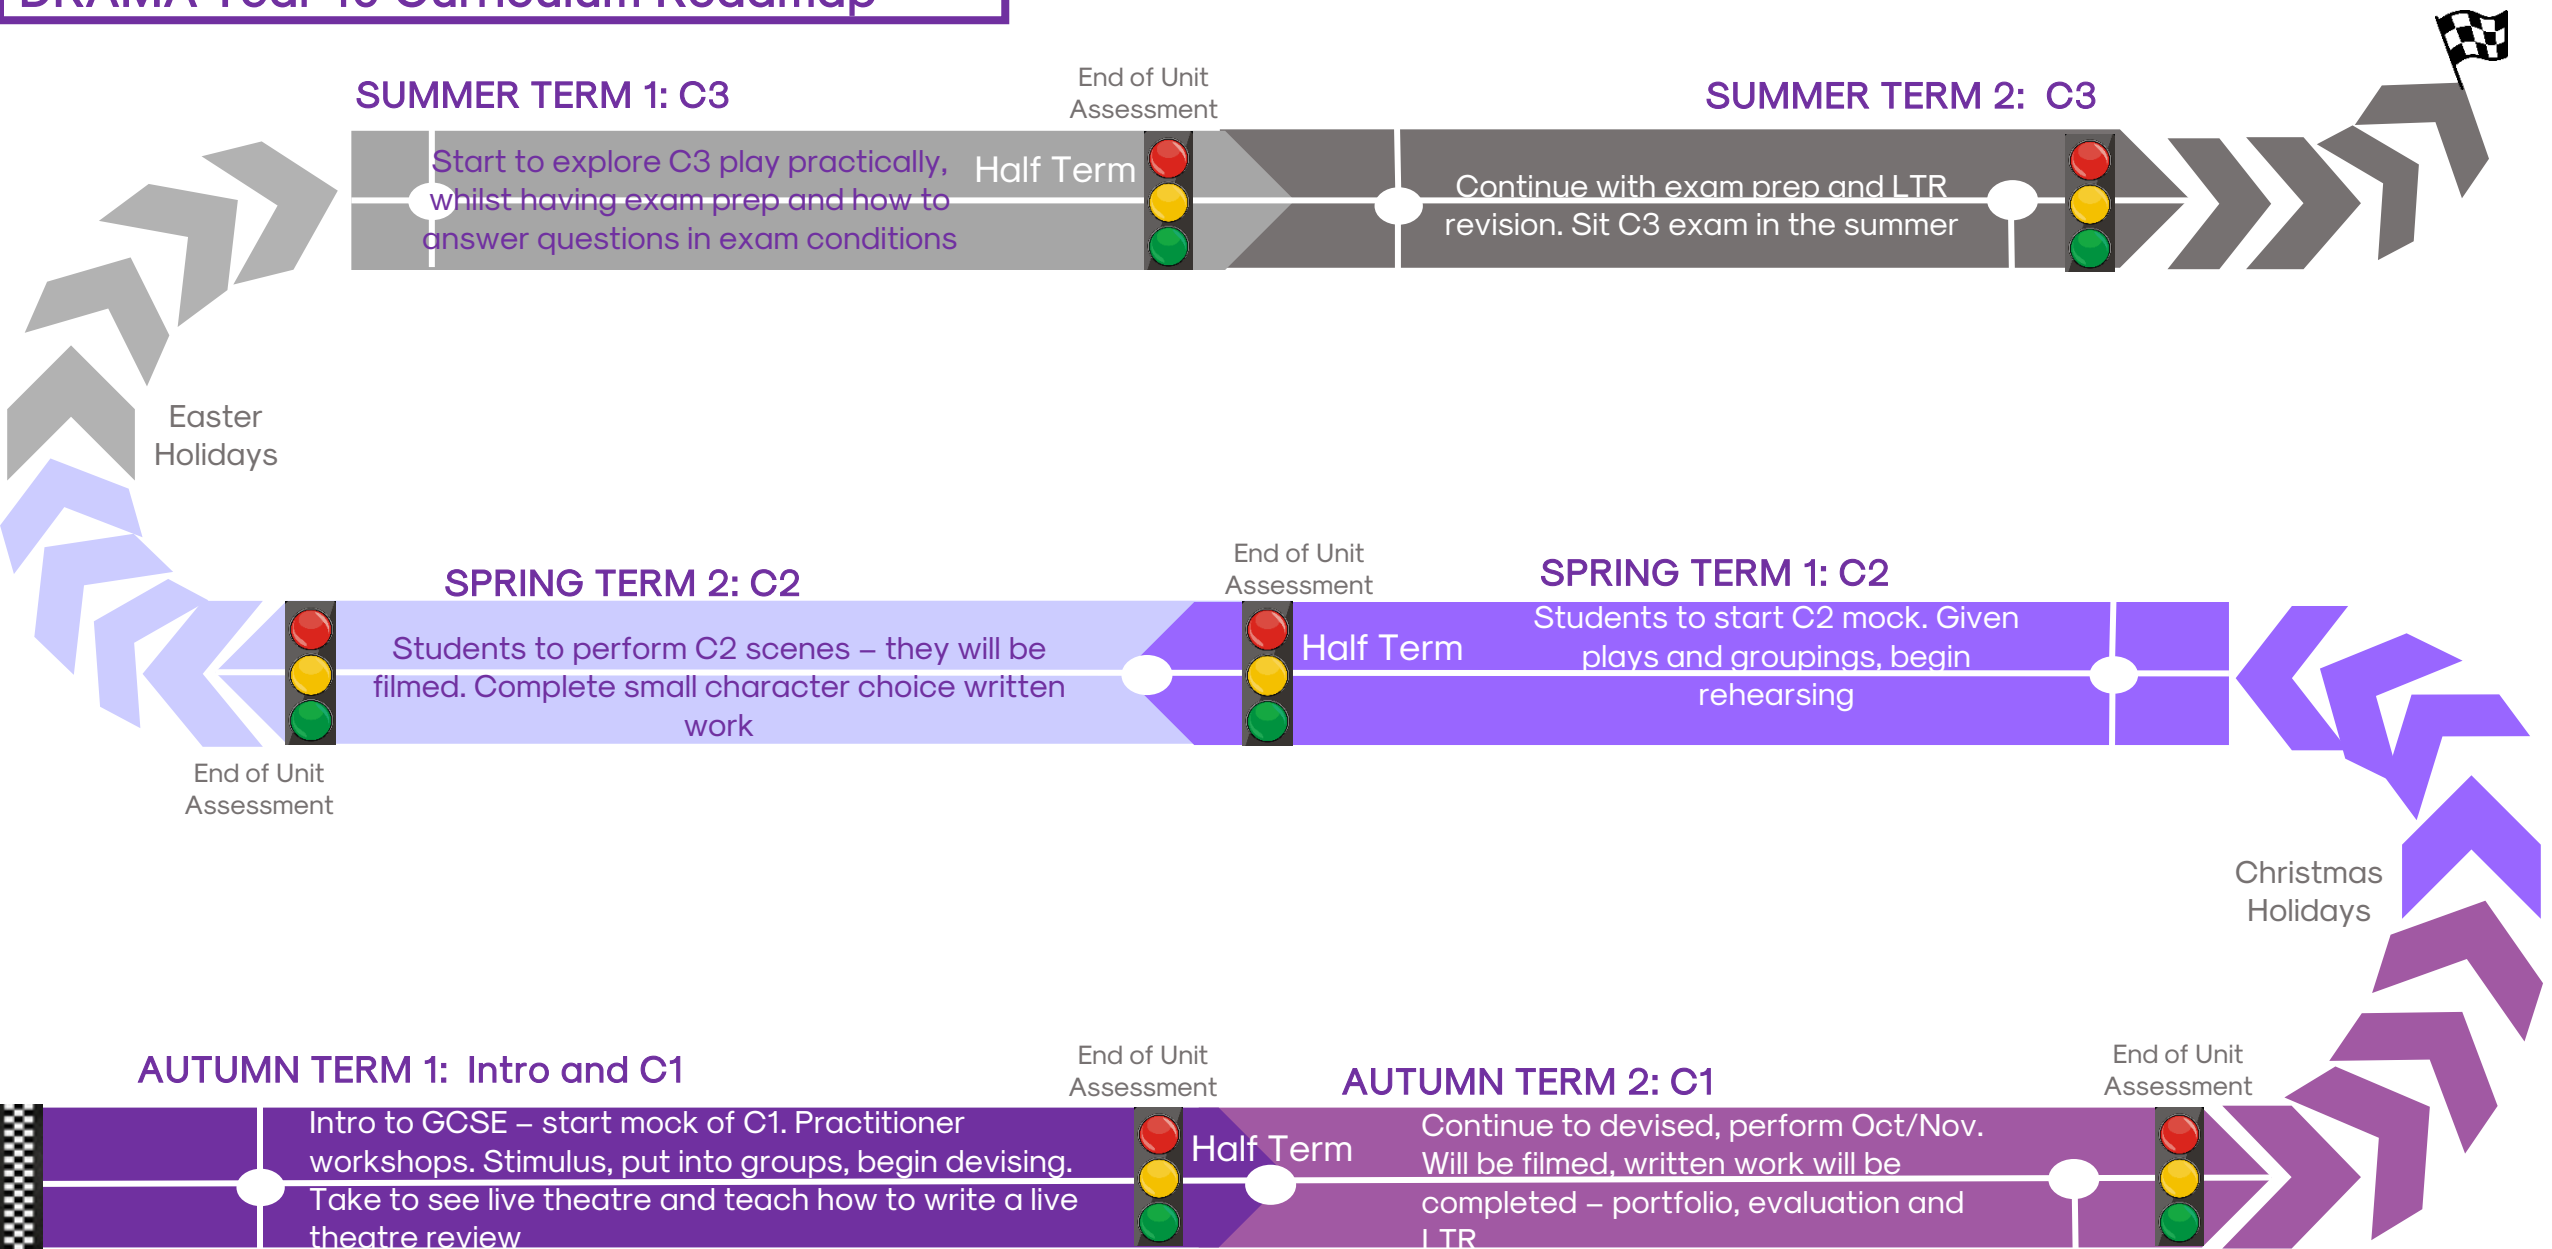 DRAMA Year 10 Curriculum Roadmap
SUMMER TERM 1: C3
End of Unit
Assessment
SUMMER TERM 2: C3
Start to explore C3 play practically,
whilst having exam prep and how to
answer questions in exam conditions
Half Term
Continue with exam prep and LTR
revision. Sit C3 exam in the summer
Easter
Holidays
SPRING TERM 2: C2
End of Unit
Assessment
SPRING TERM 1: C2
Students to perform C2 scenes – they will be
filmed. Complete small character choice written
work
Half Term
Students to start C2 mock. Given
plays and groupings, begin
rehearsing
End of Unit
Assessment
Christmas
Holidays
AUTUMN TERM 1: Intro and C1
End of Unit
Assessment
AUTUMN TERM 2: C1
End of Unit
Assessment
Intro to GCSE – start mock of C1. Practitioner
workshops. Stimulus, put into groups, begin devising.
Take to see live theatre and teach how to write a live
theatre review
Half Term
Continue to devised, perform Oct/Nov.
Will be filmed, written work will be
completed – portfolio, evaluation and
LTR